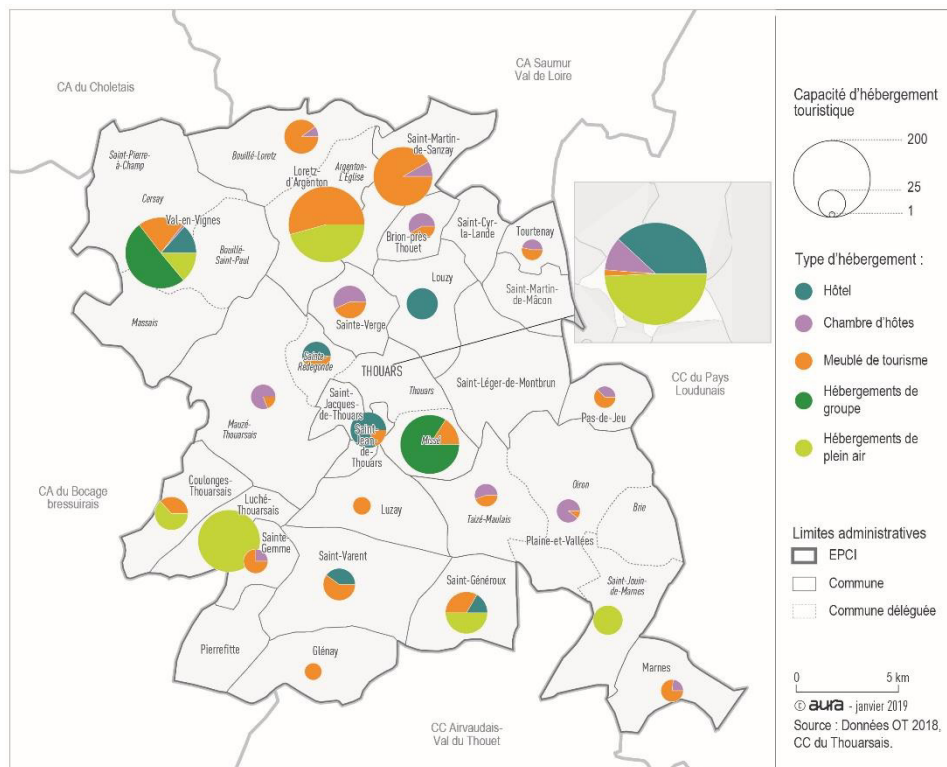 CA du Choletais
CA Saumur
Val de Loire
Saint-Pierre-
à-Champ
Bouillé-Loretz
Saint-Martin-
de-Sanzay
Cersay
Loretz-
d'Argenton
Argenton-
L'Église
Val-en-Vignes
Bouillé-
Saint-Paul
Brion-près
Thouet
Saint-Cyr-
la-Lande
Tourtenay
Louzy
Saint-Martin-
de-Mâcon
Massais
Sainte-Verge
Sainte-
Radegonde
THOUARS
Thouars
Saint-Léger-de-Montbrun
CC du Pays
Loudunais
Saint-
Jacques-
de-Thouars
Pas-de-Jeu
Mauzé-
Thouarsais
Saint-
Jean-
de-
Thouars
Missé
CA du Bocage
bressuirais
Coulonges-
Thouarsais
Luché-
Thouarsais
Luzay
Taizé-Maulais
Oiron
Brie
Plaine-et-Vallées
Sainte-
Gemme
Saint-Varent
Saint-Généroux
Saint-Jouin-
de-Marnes
Pierrefitte
Glénay
Marnes
CC Airvaudais-
Val du Thouet
Capacité d'hébergement
touristique
200
25
1
Type d'hébergement :
Hôtel
Chambre d'hôtes
Meublé de tourisme
Hébergements de
groupe
Hébergements de
plein air
Limites administratives
EPCI
Commune
Commune déléguée
0 5 km
© aura - janvier 2019
Source : Données OT 2018,
CC du Thouarsais.